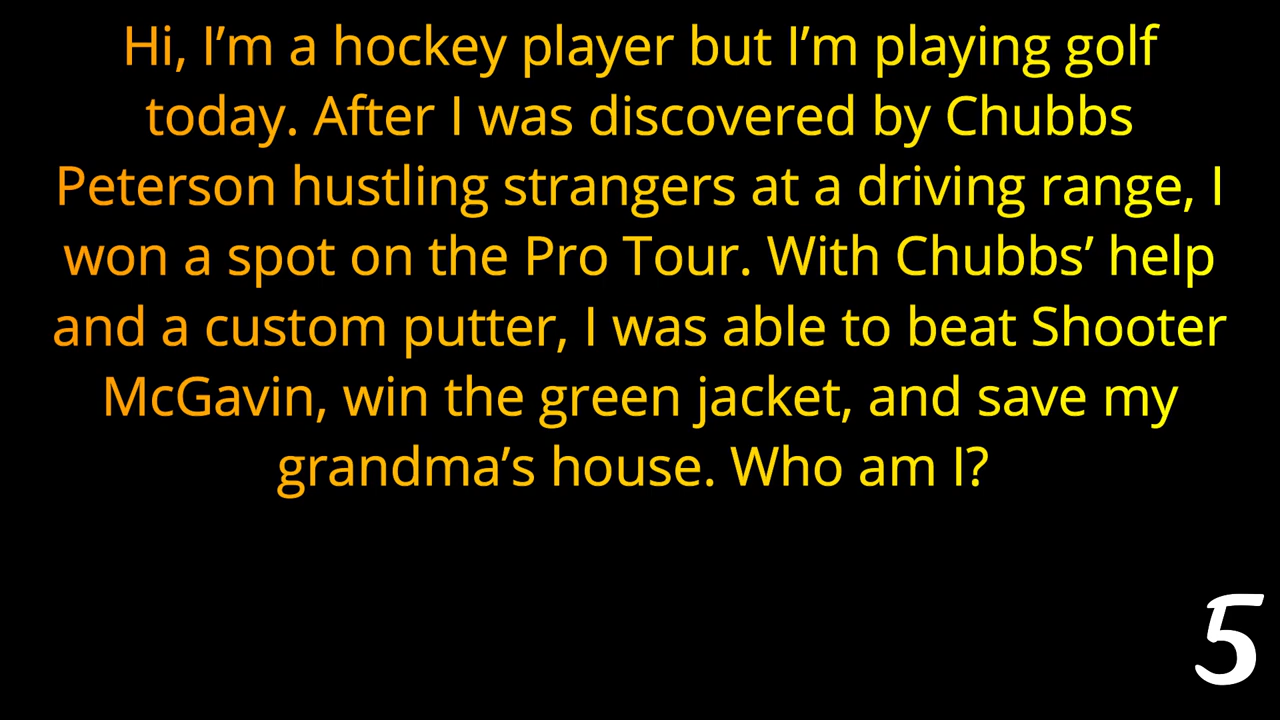 Hi, I’m a hockey player but I’m playing golf
today. After I was discovered by Chubbs
Peterson hustling strangers at a driving range, I
won a spot on the Pro Tour. With Chubbs’ help
and a custom putter, I was able to beat Shooter
McGavin, win the green jacket, and save my
grandma’s house. Who am I?
5